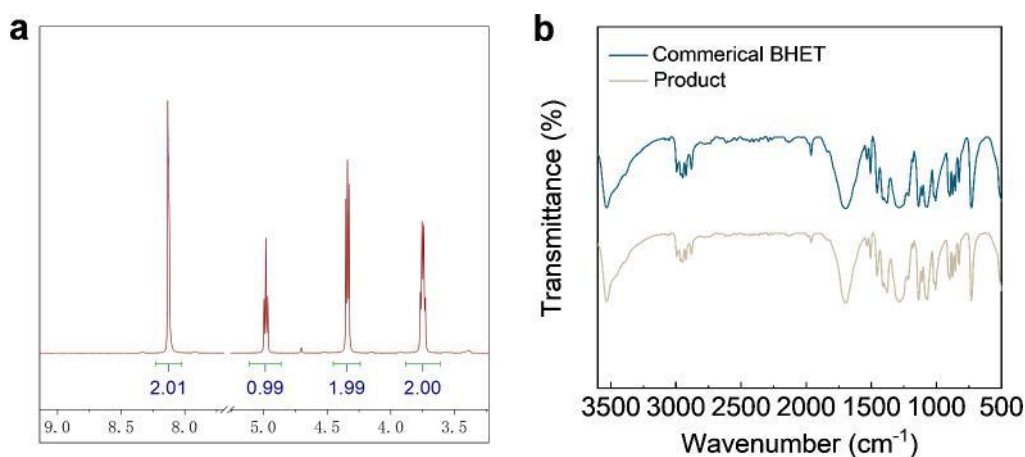 a
2.01 0.99 1.99 2.00
9.0 8.5 8.0 5.0 4.5 4.0 3.5
b
Commerical BHET
Product
Transmittance (%)
3500 3000 2500 2000 1500 1000 500
Wavenumber (cm⁻¹)